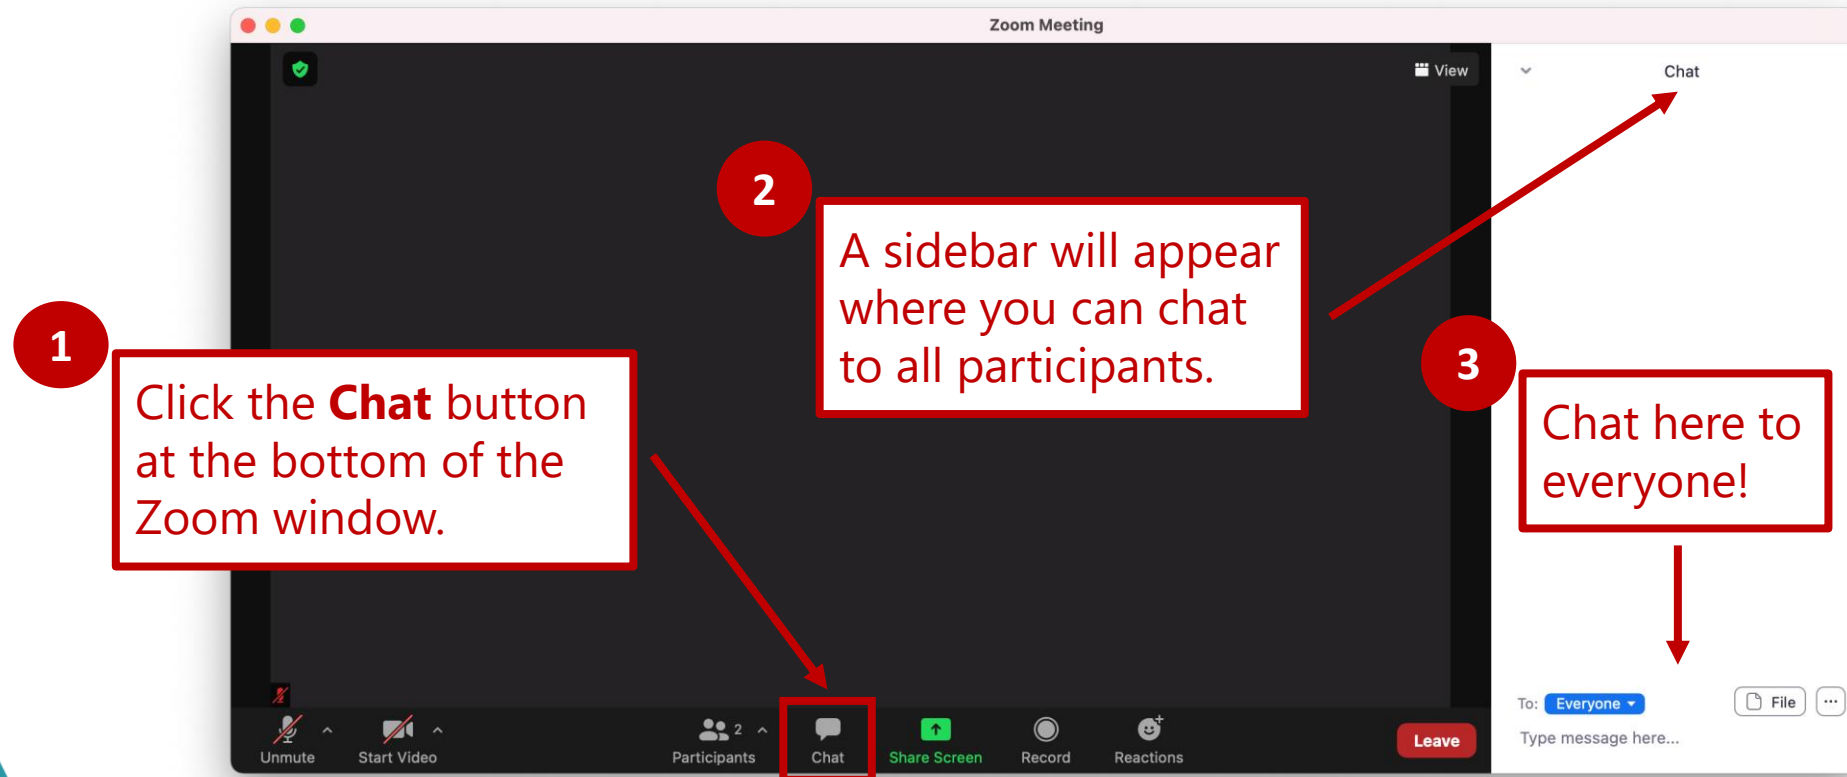 Zoom Meeting
View
Chat
2
A sidebar will appear
where you can chat
to all participants.
1
Click the Chat button
at the bottom of the
Zoom window.
3
Chat here to
everyone!
To: Everyone
File
Type message here...
Unmute
Start Video
2
Participants
Chat
Share Screen
Record
Reactions
Leave